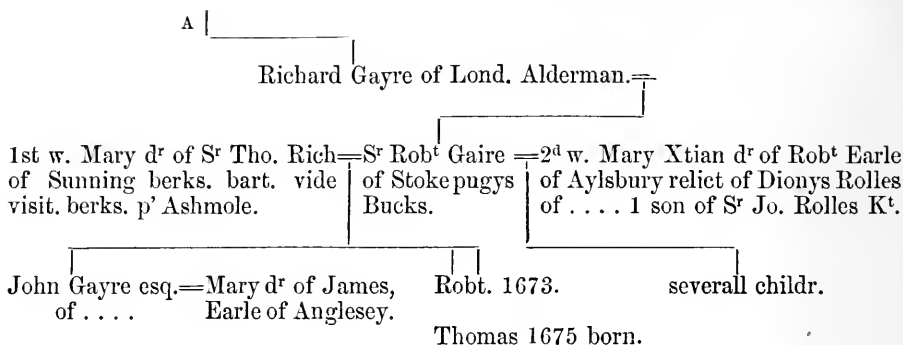 A
Richard Gayre of Lond. Alderman.=
1st w. Mary dʳ of Sʳ Tho. Rich=Sʳ Robᵗ Gaire =2ᵈ w. Mary Xtian dʳ of Robᵗ Earle
of Sunning berks. bart. vide of Stoke pugys of Aylsbury relict of Dionys Rolles
visit. berks. p' Ashmole. Bucks. of .... 1 son of Sʳ Jo. Rolles Kᵗ.
John Gayre esq.=Mary dʳ of James, Robt. 1673. severall childr.
of .... Earle of Anglesey.
Thomas 1675 born.